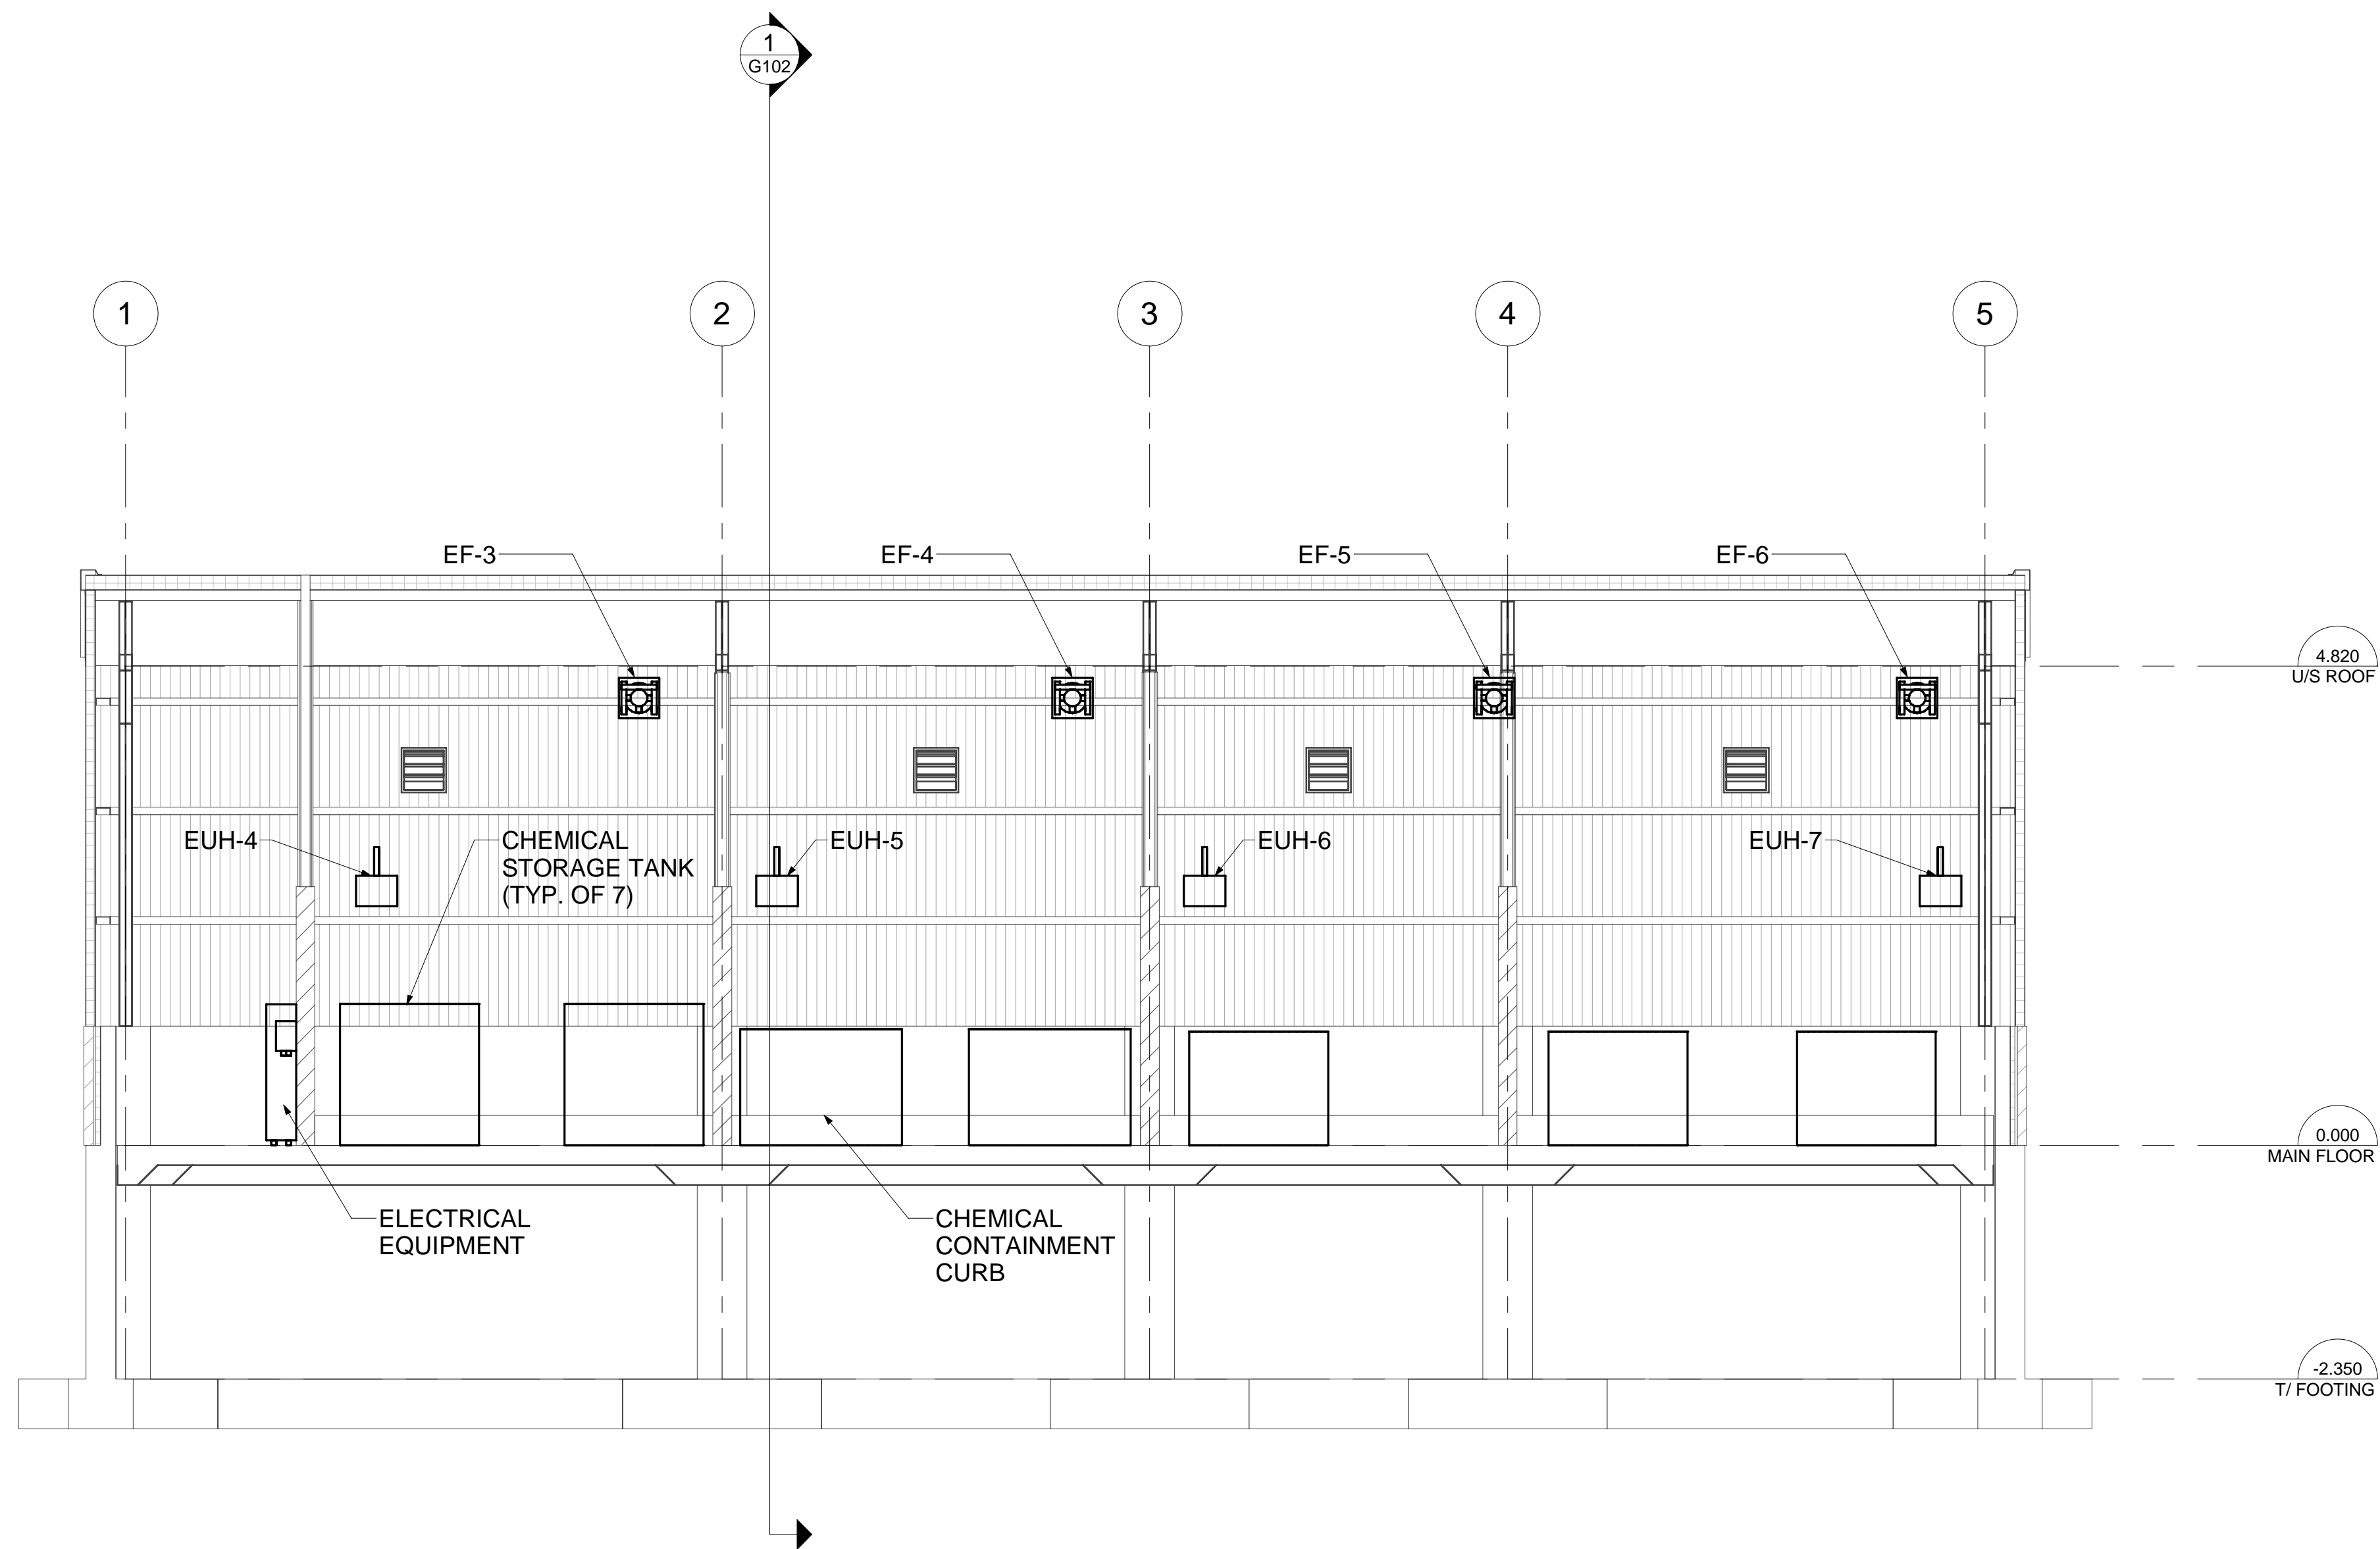 1
G102
1
2
3
4
5
EF-3
EF-4
EF-5
EF-6
4.820
U/S ROOF
EUH-4
CHEMICAL
STORAGE TANK
(TYP. OF 7)
EUH-5
EUH-6
EUH-7
0.000
MAIN FLOOR
ELECTRICAL
EQUIPMENT
CHEMICAL
CONTAINMENT
CURB
-2.350
T/ FOOTING